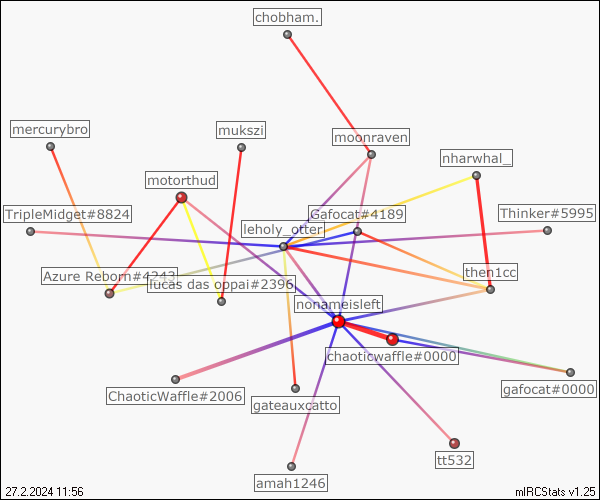 chobham.
mercurybro
mukszi
moonraven
nharwhal_
motorthud
TripleMidget#8824
Gafocat#4189
Thinker#5995
leholy_otter
Azure Reborn#4243
then1cc
lucas das oppai#2396
nonameisleft
chaoticwaffle#0000
ChaoticWaffle#2006
gafocat#0000
gateauxcatto
tt532
amah1246
27.2.2024 11:56
mIRCStats v1.25